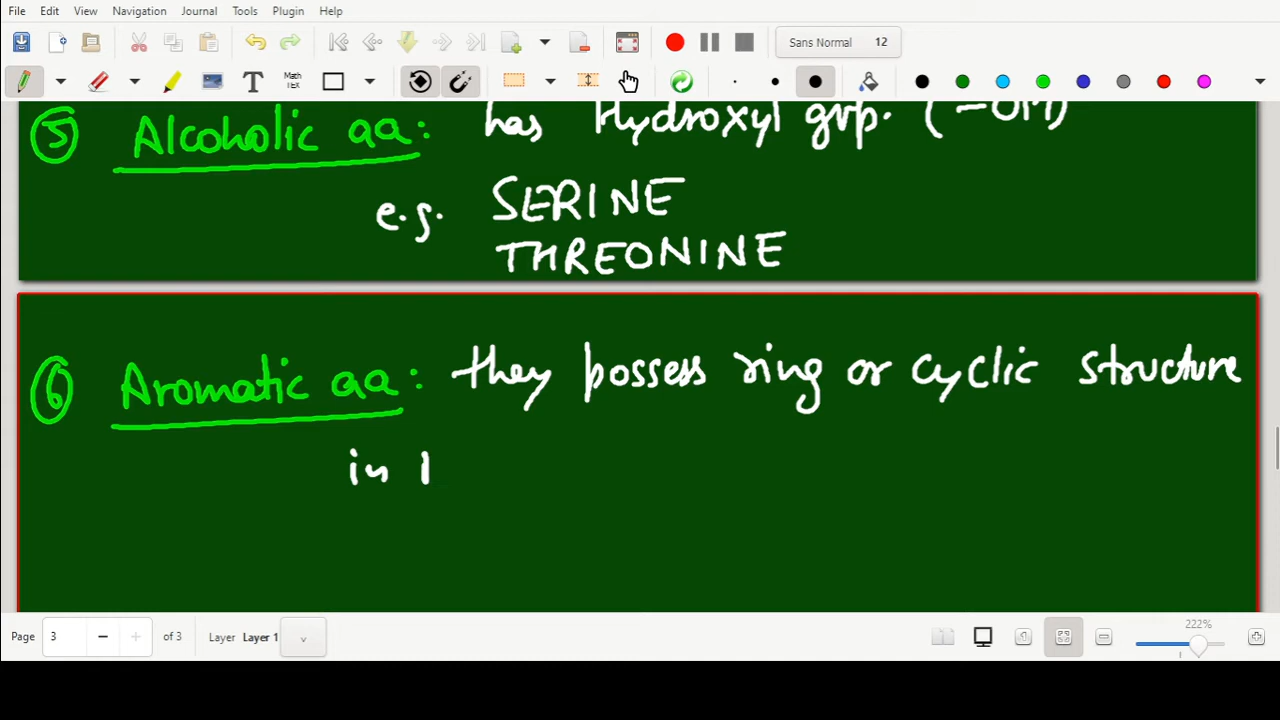 File Edit View Navigation Journal Tools Plugin Help
Sans Normal 12
Math TEX
⑤ Alcoholic aa: has Hydroxyl grp. (-OH)
e.g. SERINE
THREONINE
⑥ Aromatic aa: they possess ring or cyclic structure
in
222%
Page 3 of 3 Layer Layer 1